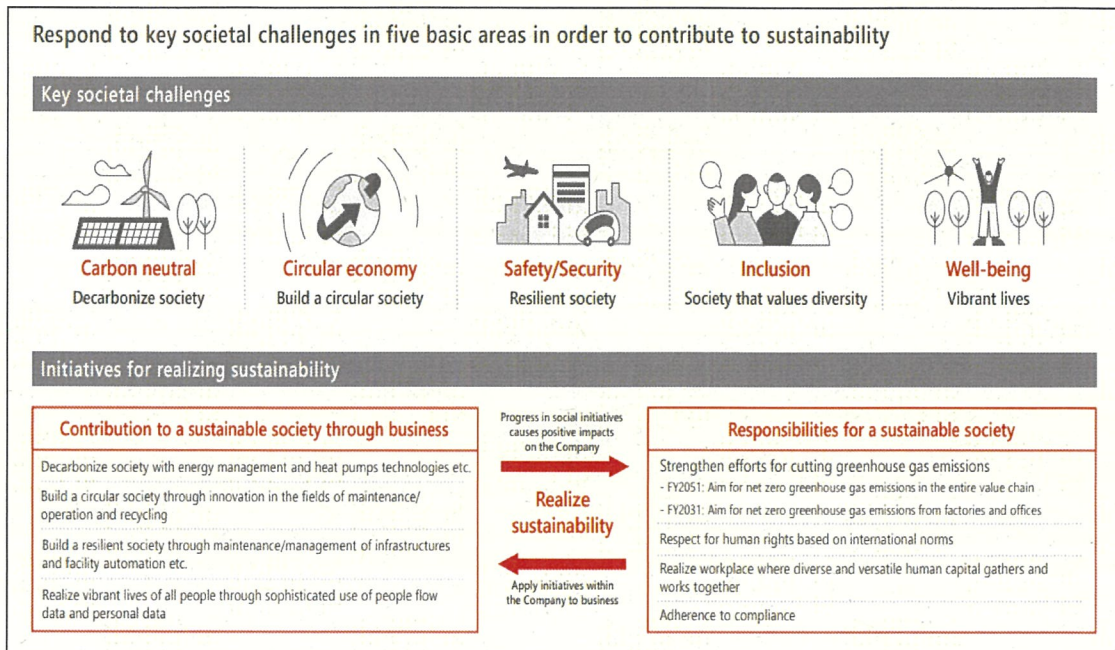 Respond to key societal challenges in five basic areas in order to contribute to sustainability
Key societal challenges
Carbon neutral
Decarbonize society
Circular economy
Build a circular society
Safety/Security
Resilient society
Inclusion
Society that values diversity
Well-being
Vibrant lives
Initiatives for realizing sustainability
Contribution to a sustainable society through business
Decarbonize society with energy management and heat pumps technologies etc.
Build a circular society through innovation in the fields of maintenance/
operation and recycling
Build a resilient society through maintenance/management of infrastructures
and facility automation etc.
Realize vibrant lives of all people through sophisticated use of people flow
data and personal data
Progress in social initiatives
causes positive impacts
on the Company
Realize
sustainability
Apply initiatives within
the Company to business
Responsibilities for a sustainable society
Strengthen efforts for cutting greenhouse gas emissions
- FY2051: Aim for net zero greenhouse gas emissions in the entire value chain
- FY2031: Aim for net zero greenhouse gas emissions from factories and offices
Respect for human rights based on international norms
Realize workplace where diverse and versatile human capital gathers and
works together
Adherence to compliance